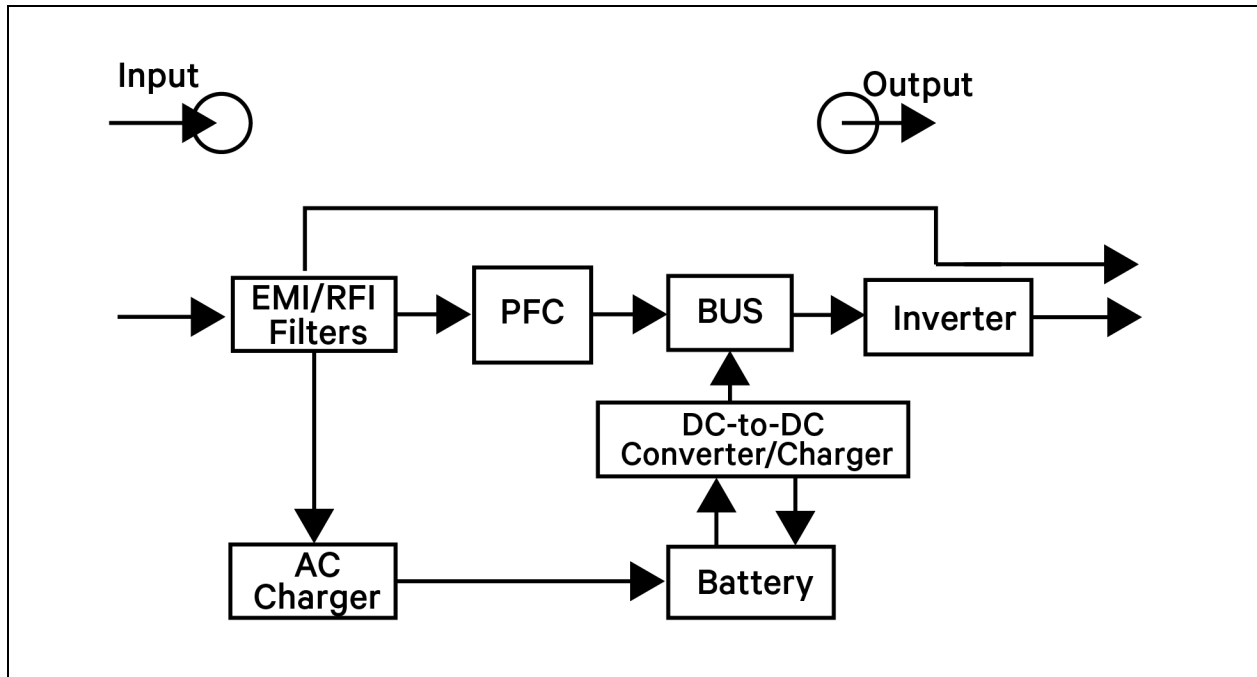 Input
Output
EMI/RFI
Filters
PFC
BUS
Inverter
DC-to-DC
Converter/Charger
AC
Charger
Battery